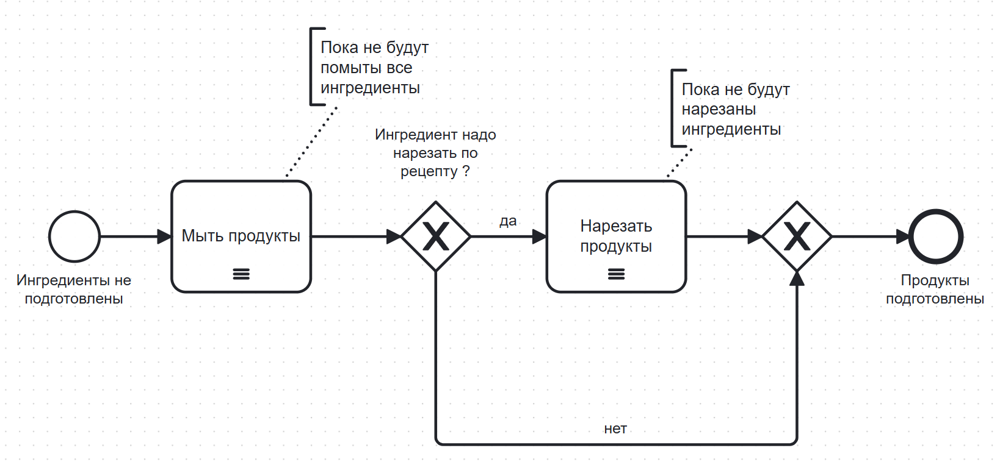 Пока не будут
помыты все
ингредиенты
Пока не будут
нарезаны
ингредиенты
Ингредиент надо
нарезать по
рецепту ?
Мыть продукты
да
Нарезать
продукты
Ингредиенты не
подготовлены
Продукты
подготовлены
нет